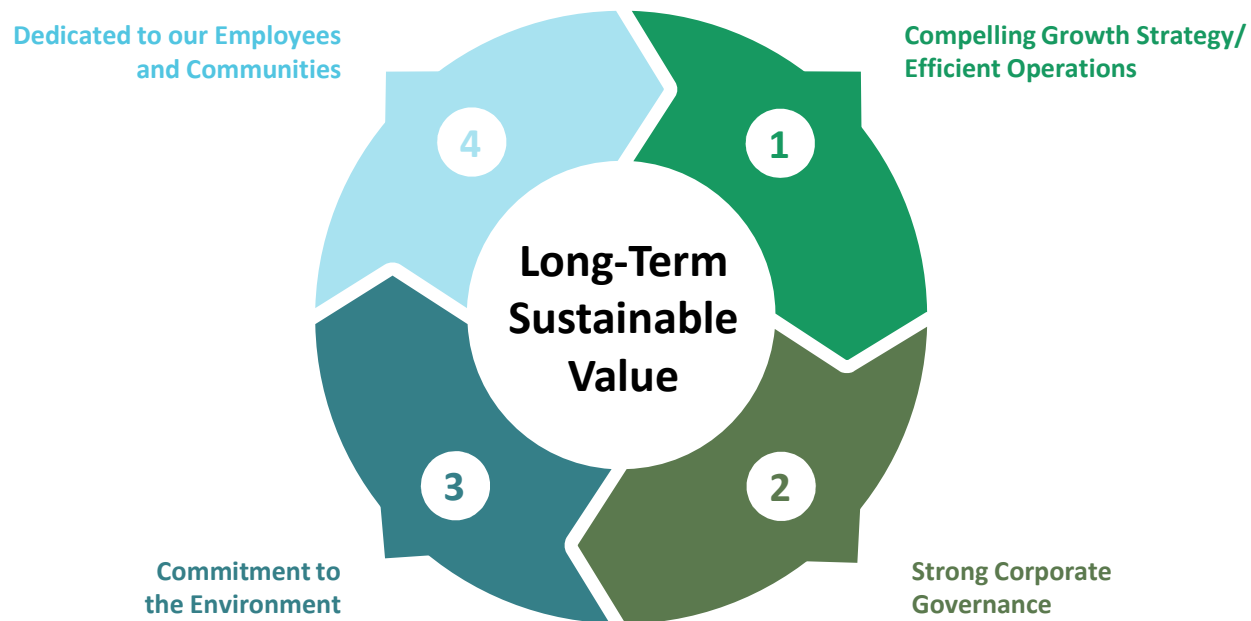 Dedicated to our Employees
and Communities
Compelling Growth Strategy/
Efficient Operations
4
1
Long-Term
Sustainable
Value
3
2
Commitment to
the Environment
Strong Corporate
Governance